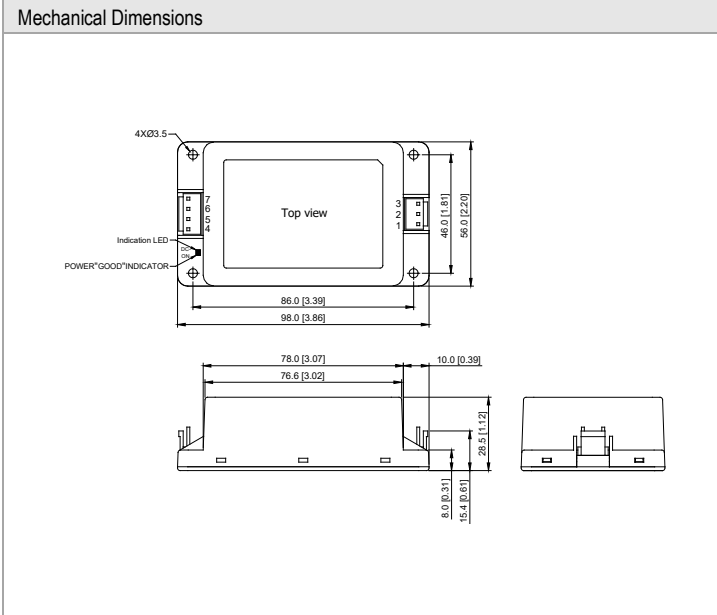 Mechanical Dimensions
4XØ3.5
7
6
5
4
Top view
3
2
1
46.0 [1.81]
56.0 [2.20]
Indication LED
DC
ON
POWER"GOOD"INDICATOR
86.0 [3.39]
98.0 [3.86]
78.0 [3.07]
10.0 [0.39]
76.6 [3.02]
28.5 [1.12]
8.0 [0.31]
15.4 [0.61]